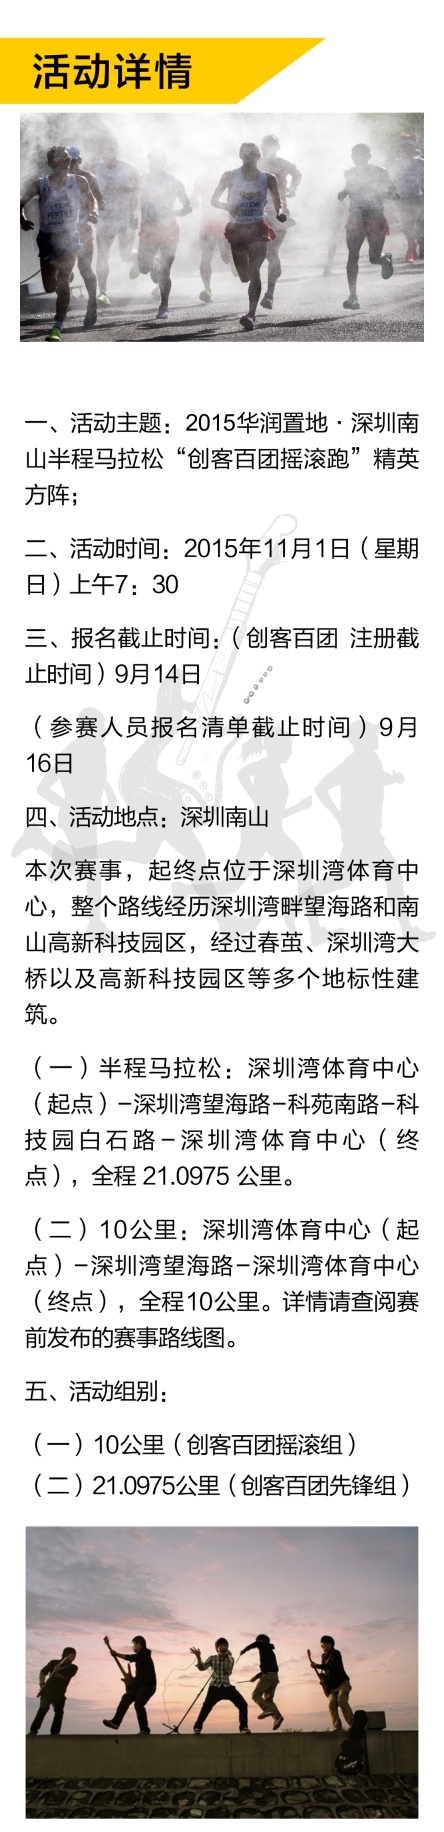 活动详情
一、活动主题：2015华润置地·深圳南
山半程马拉松“创客百团摇滚跑”精英
方阵；
二、活动时间：2015年11月1日（星期
日）上午7：30
三、报名截止时间：（创客百团 注册截
止时间）9月14日
（参赛人员报名清单截止时间）9月
16日
四、活动地点：深圳南山
本次赛事，起终点位于深圳湾体育中
心，整个路线经历深圳湾畔望海路和南
山高新科技园区，经过春茧、深圳湾大
桥以及高新科技园区等多个地标性建
筑。
（一）半程马拉松：深圳湾体育中心
（起点）–深圳湾望海路–科苑南路–科
技园白石路–深圳湾体育中心（终
点），全程 21.0975 公里。
（二）10公里：深圳湾体育中心（起
点）–深圳湾望海路–深圳湾体育中心
（终点），全程10公里。详情请查阅赛
前发布的赛事路线图。
五、活动组别：
（一）10公里（创客百团摇滚组）
（二）21.0975公里（创客百团先锋组）